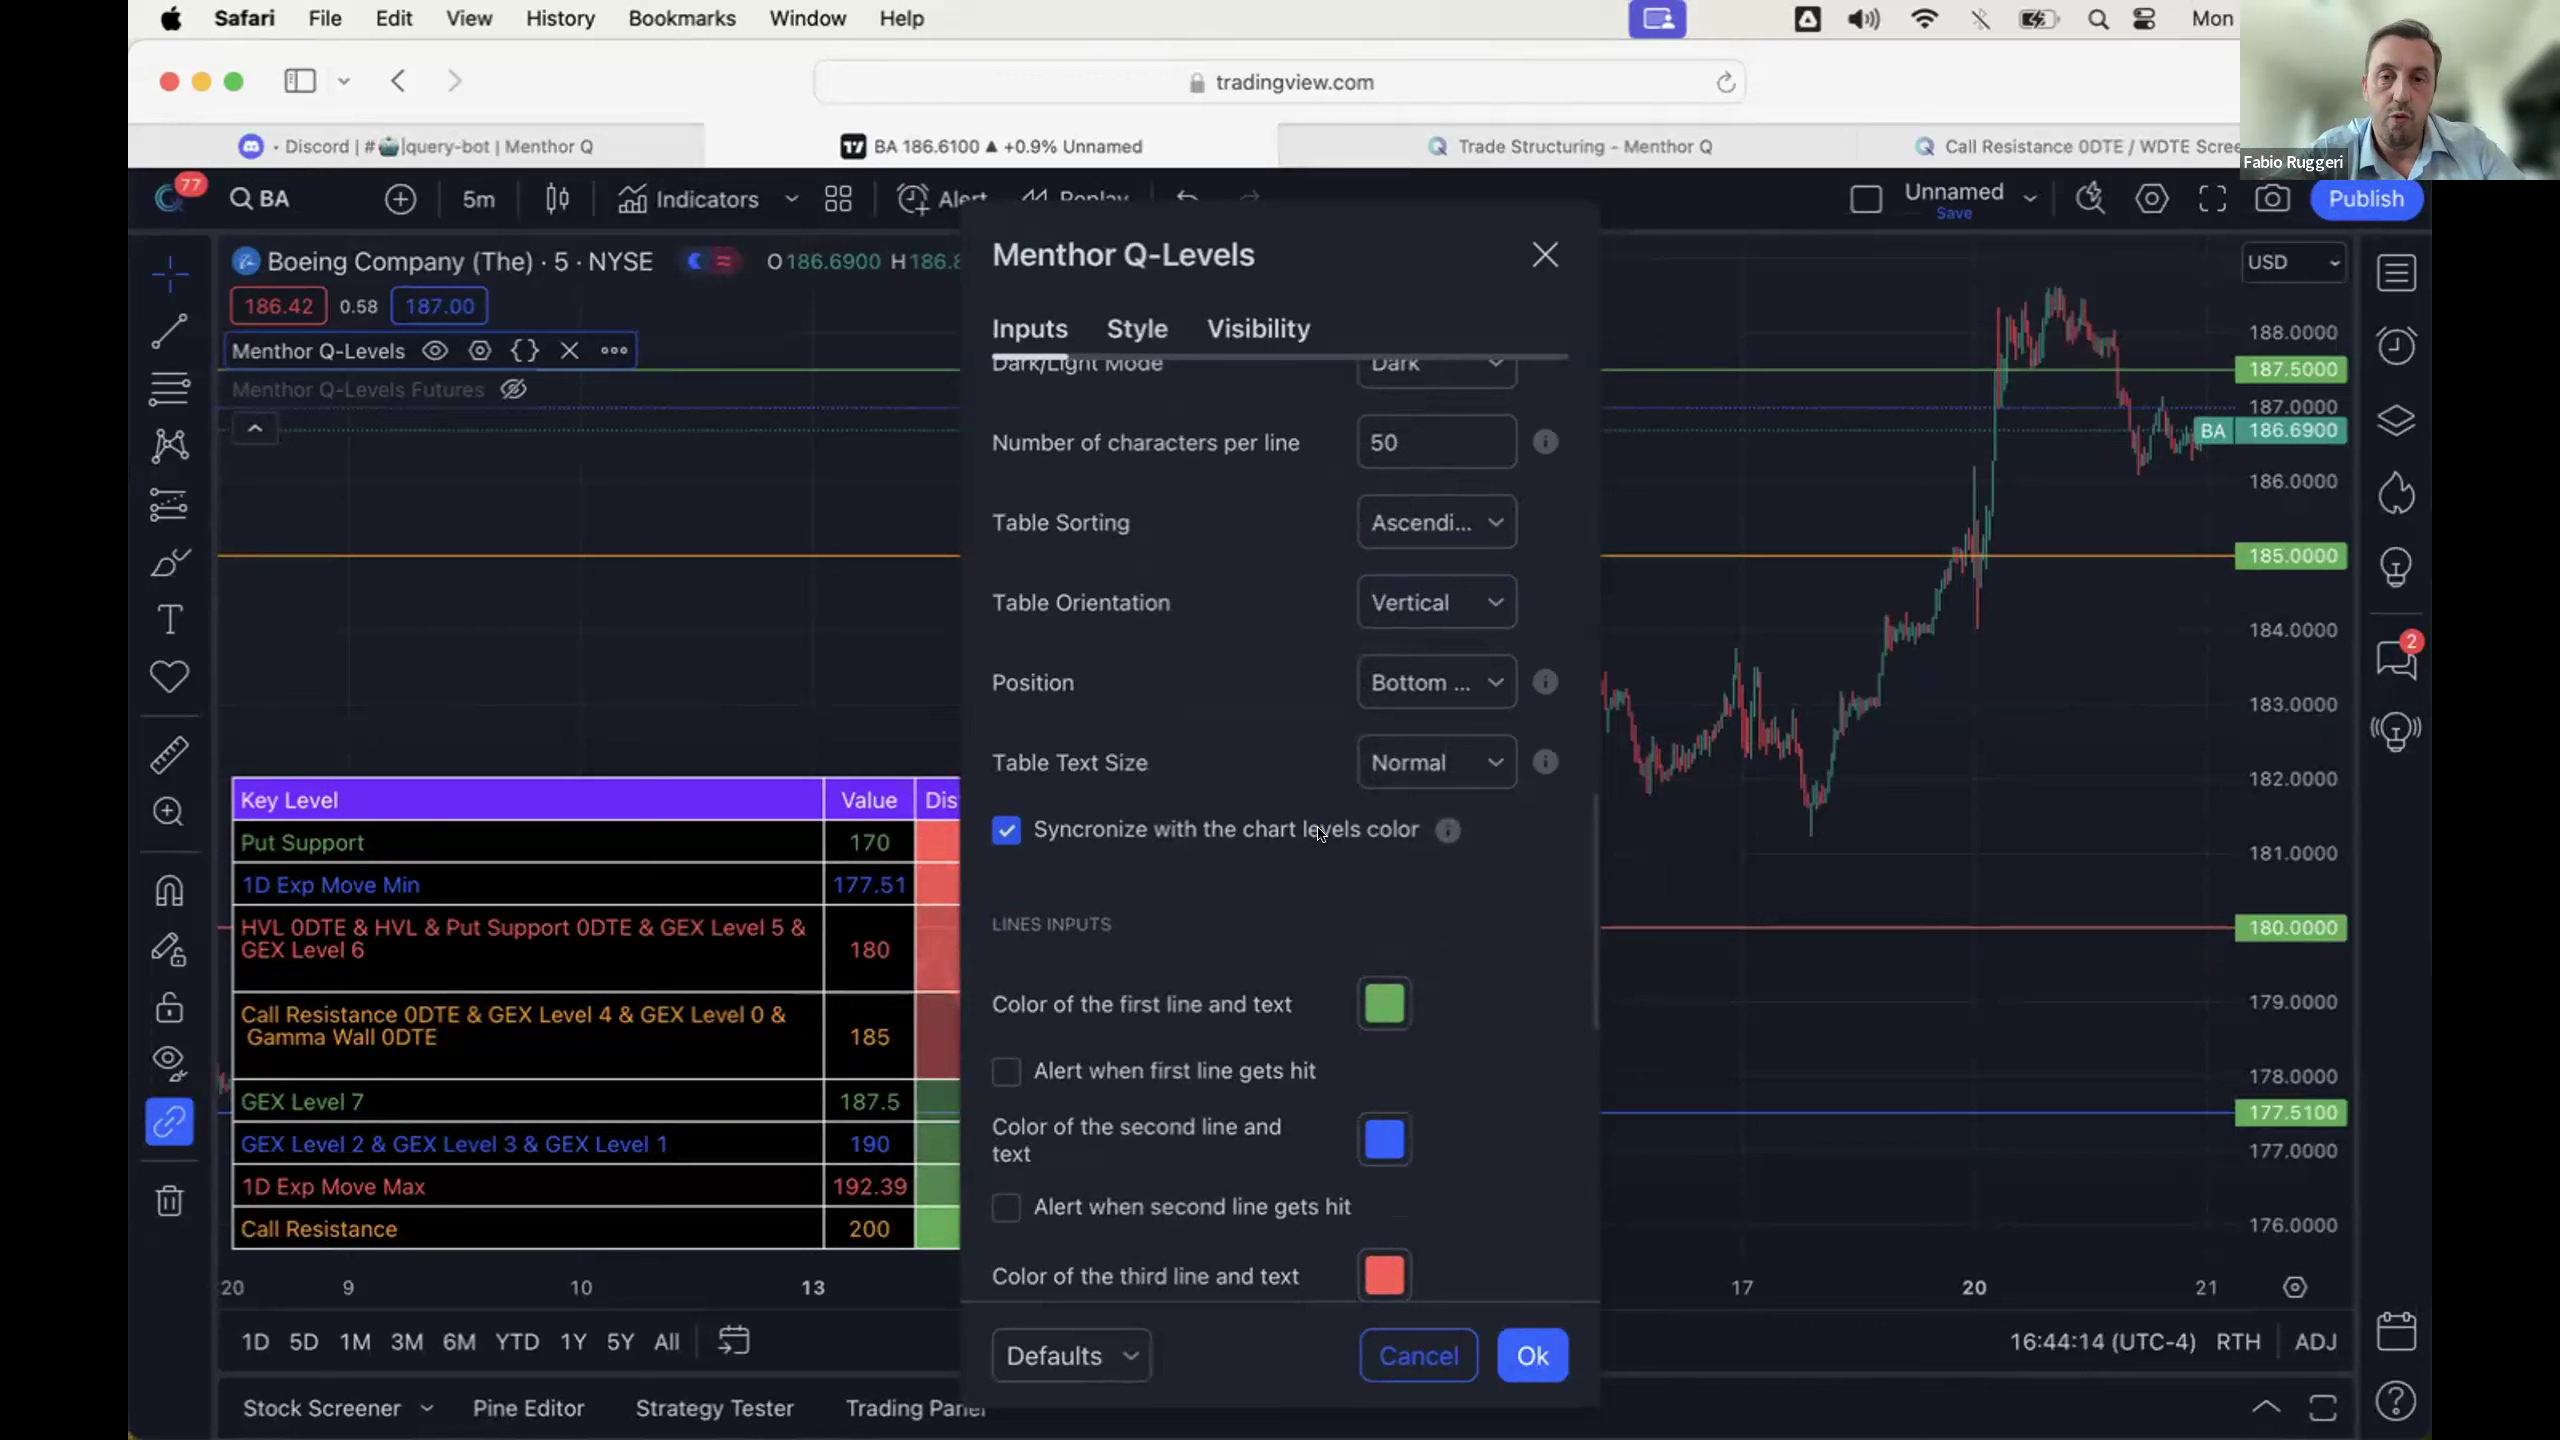 Safari File Edit View History Bookmarks Window Help Mon
tradingview.com
- Discord | #|query-bot | Menthor Q
BA 186.6100 ▲ +0.9% Unnamed
Trade Structuring - Menthor Q
Call Resistance 0DTE / WDTE Scree
Fabio Ruggeri
77
BA
5m
Indicators
Alert
Replay
Unnamed
Save
Publish
Boeing Company (The) · 5 · NYSE
O186.6900 H186.8
186.42 0.58 187.00
Menthor Q-Levels
Menthor Q-Levels Futures
Key Level Value Dis
Put Support 170
1D Exp Move Min 177.51
HVL 0DTE & HVL & Put Support 0DTE & GEX Level 5 &
GEX Level 6 180
Call Resistance 0DTE & GEX Level 4 & GEX Level 0 &
Gamma Wall 0DTE 185
GEX Level 7 187.5
GEX Level 2 & GEX Level 3 & GEX Level 1 190
1D Exp Move Max 192.39
Call Resistance 200
Menthor Q-Levels
Inputs Style Visibility
Dark/Light Mode Dark
Number of characters per line 50
Table Sorting Ascendi...
Table Orientation Vertical
Position Bottom ...
Table Text Size Normal
Syncronize with the chart levels color
LINES INPUTS
Color of the first line and text
Alert when first line gets hit
Color of the second line and
text
Alert when second line gets hit
Color of the third line and text
Defaults Cancel Ok
USD
188.0000
187.5000
187.0000
BA 186.6900
186.0000
185.0000
184.0000
183.0000
182.0000
181.0000
180.0000
179.0000
178.0000
177.5100
177.0000
176.0000
2
20 9 10 13 17 20 21
1D 5D 1M 3M 6M YTD 1Y 5Y All
16:44:14 (UTC-4) RTH ADJ
Stock Screener Pine Editor Strategy Tester Trading Panel